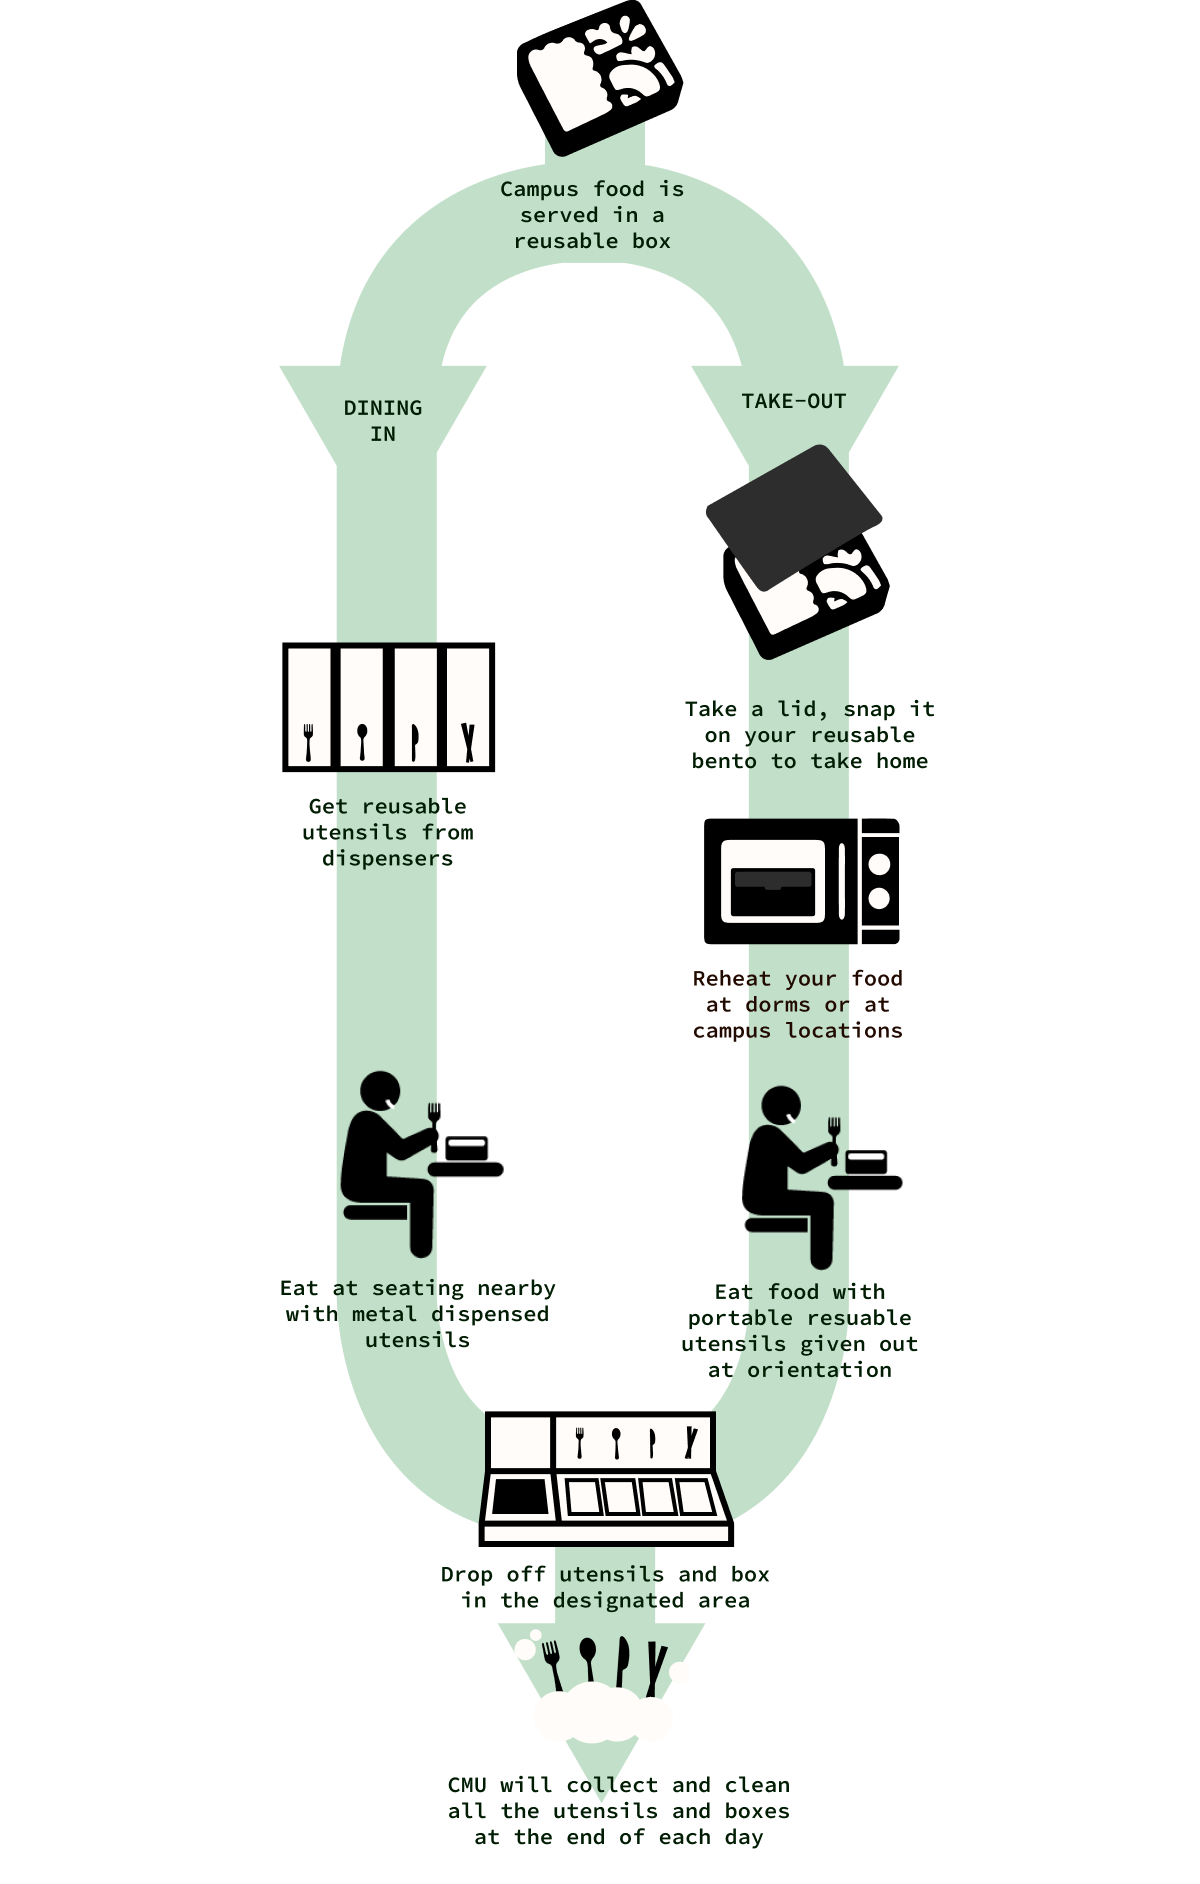 Campus food is
served in a
reusable box
DINING
IN
Get reusable
utensils from
dispensers
Eat at seating nearby
with metal dispensed
utensils
TAKE-OUT
Take a lid, snap it
on your reusable
bento to take home
Reheat your food
at dorms or at
campus locations
Eat food with
portable resuable
utensils given out
at orientation
Drop off utensils and box
in the designated area
CMU will collect and clean
all the utensils and boxes
at the end of each day